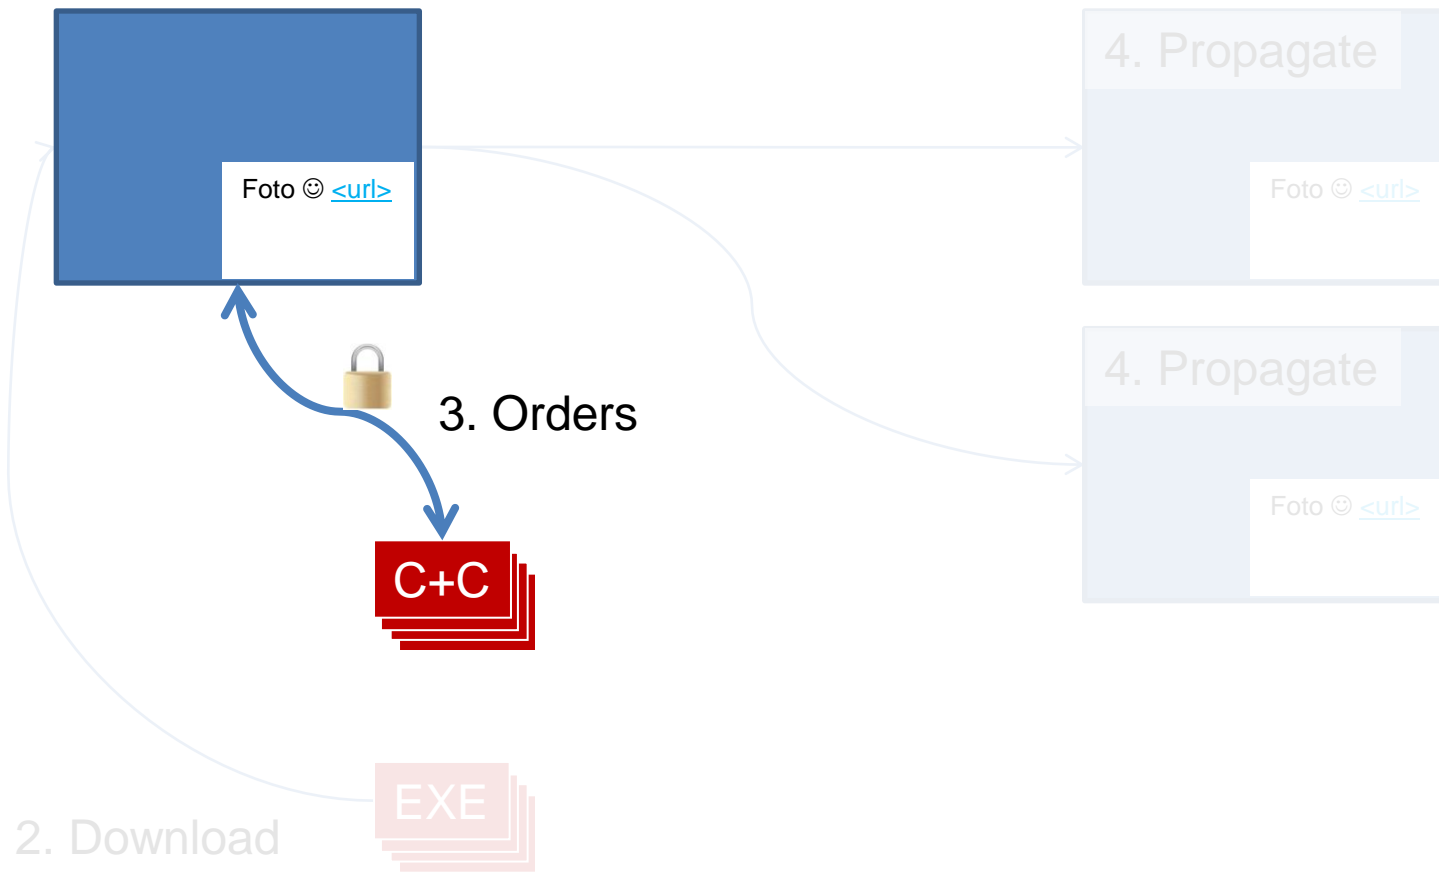 4. Propagate
Foto ☺ <url>
Foto ☺ <url>
4. Propagate
3. Orders
Foto ☺ <url>
C+C
EXE
2. Download